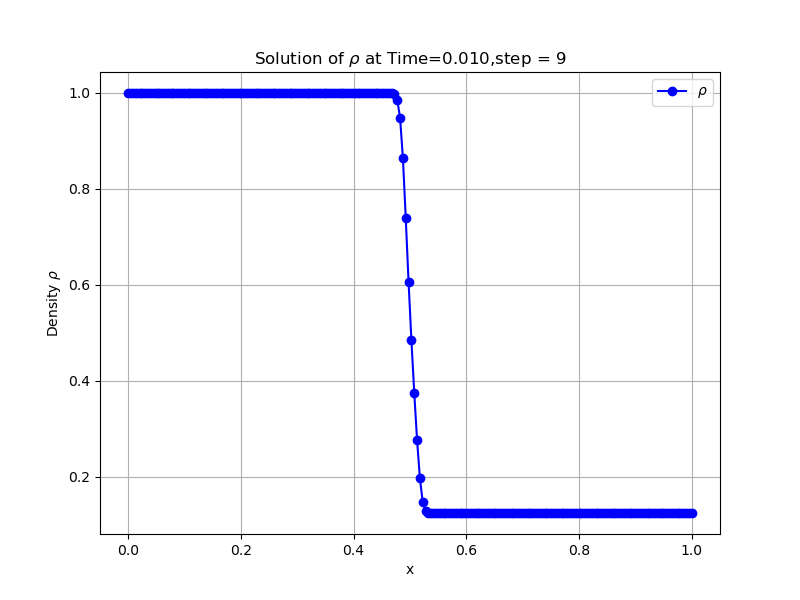 Solution of ρ at Time=0.010,step = 9
ρ
1.0
0.8
0.6
0.4
0.2
Density ρ
0.0 0.2 0.4 0.6 0.8 1.0
x